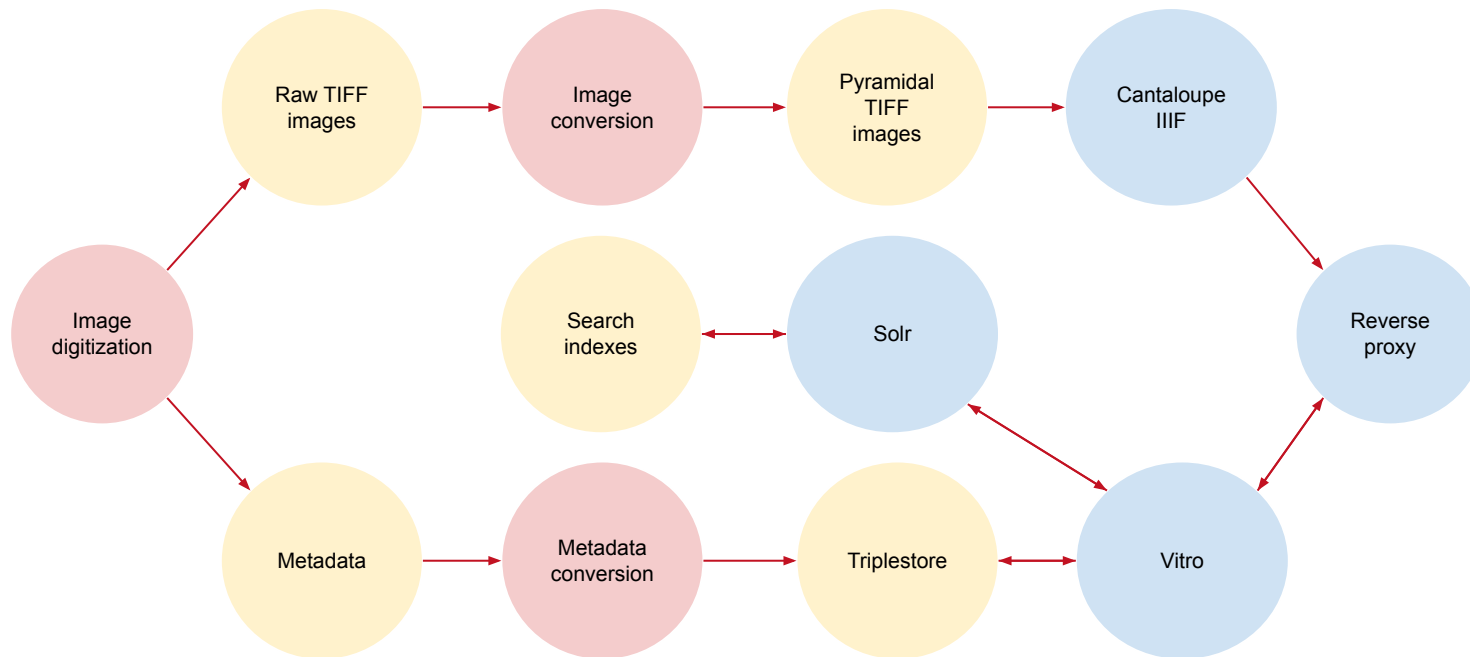 Raw TIFF
images
Image
conversion
Pyramidal
TIFF
images
Cantaloupe
IIIF
Image
digitization
Search
indexes
Solr
Reverse
proxy
Metadata
Metadata
conversion
Triplestore
Vitro